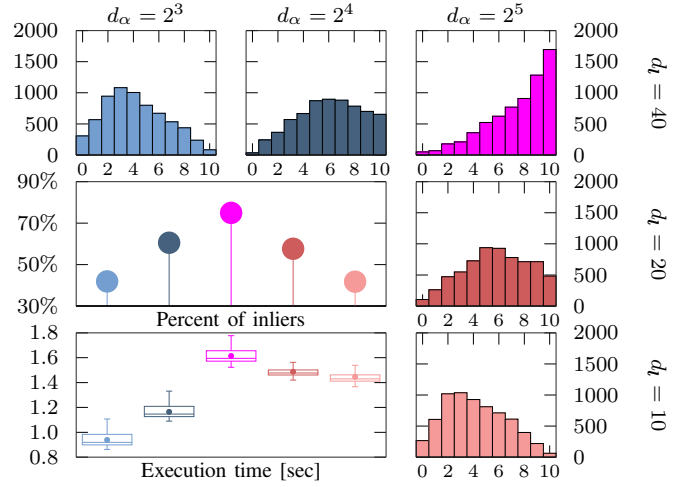 $d_\alpha = 2^3$ $d_\alpha = 2^4$ $d_\alpha = 2^5$
2000 2000
1500 1500
1000 1000
500 500
0 0
0 2 4 6 8 10 0 2 4 6 8 10 0 2 4 6 8 10
$d_l = 40$
90%
70%
50%
30%
Percent of inliers
2000
1500
1000
500
0
0 2 4 6 8 10
$d_l = 20$
1.8
1.6
1.4
1.2
1.0
0.8
Execution time [sec]
2000
1500
1000
500
0
0 2 4 6 8 10
$d_l = 10$